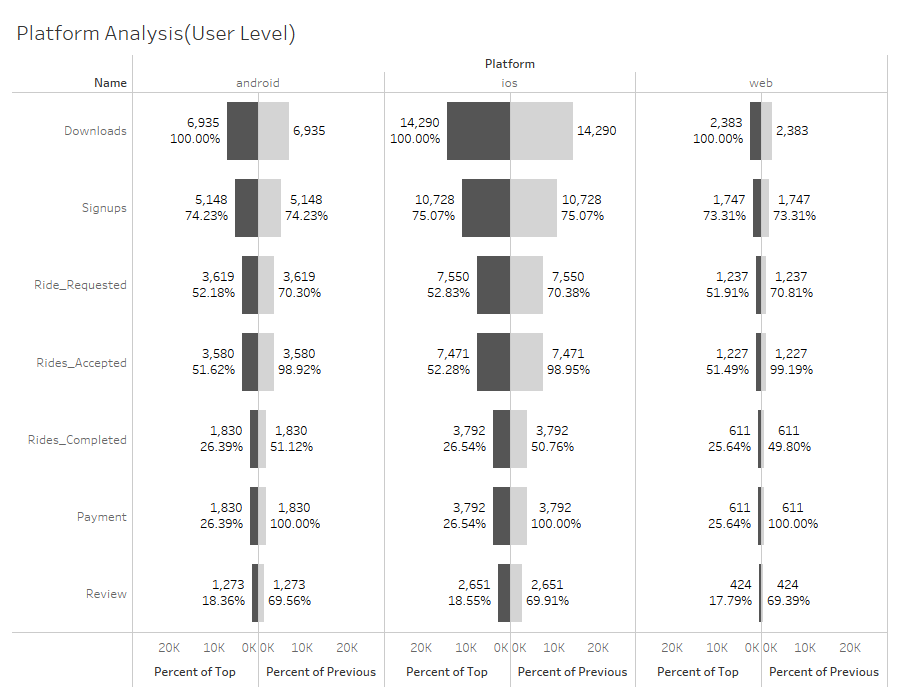 Platform Analysis(User Level)
Platform
Name android ios web
Downloads 6,935 6,935 14,290 14,290 2,383 2,383
100.00% 100.00% 100.00%
Signups 5,148 5,148 10,728 10,728 1,747 1,747
74.23% 74.23% 75.07% 75.07% 73.31% 73.31%
Ride_Requested 3,619 3,619 7,550 7,550 1,237 1,237
52.18% 70.30% 52.83% 70.38% 51.91% 70.81%
Rides_Accepted 3,580 3,580 7,471 7,471 1,227 1,227
51.62% 98.92% 52.28% 98.95% 51.49% 99.19%
Rides_Completed 1,830 1,830 3,792 3,792 611 611
26.39% 51.12% 26.54% 50.76% 25.64% 49.80%
Payment 1,830 1,830 3,792 3,792 611 611
26.39% 100.00% 26.54% 100.00% 25.64% 100.00%
Review 1,273 1,273 2,651 2,651 424 424
18.36% 69.56% 18.55% 69.91% 17.79% 69.39%
20K 10K 0K 0K 10K 20K 20K 10K 0K 0K 10K 20K 20K 10K 0K 0K 10K 20K
Percent of Top Percent of Previous Percent of Top Percent of Previous Percent of Top Percent of Previous